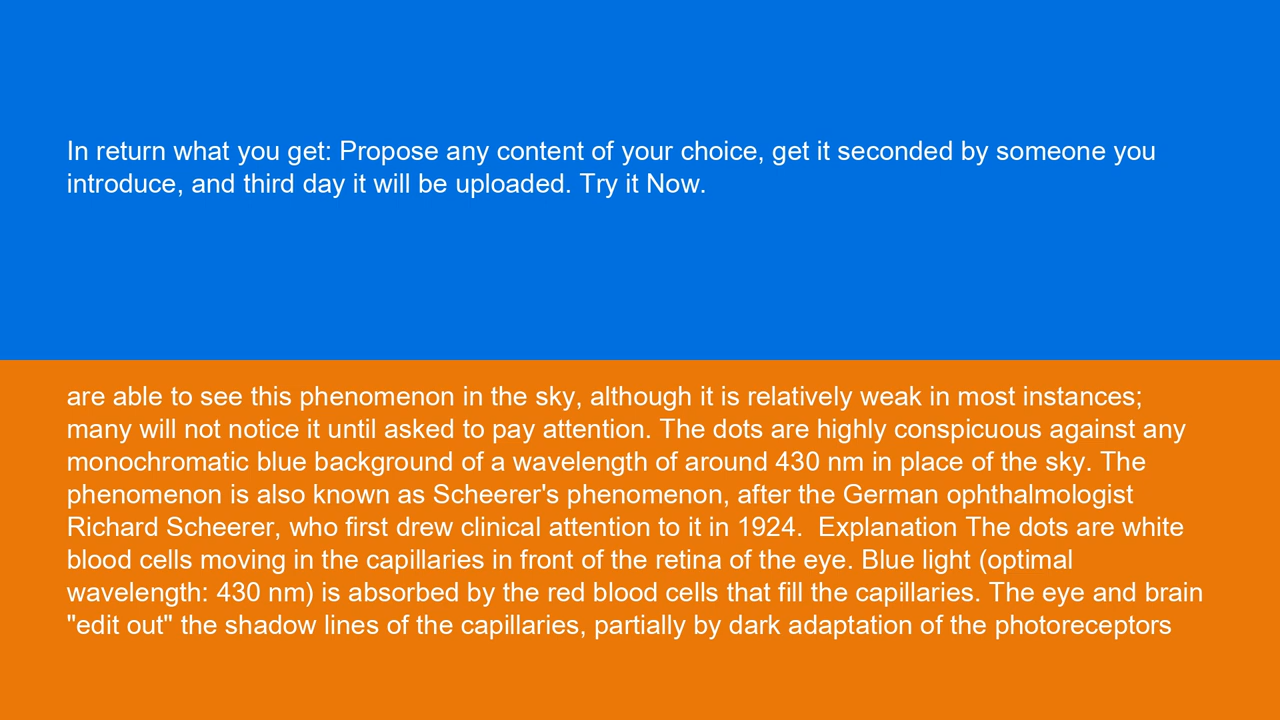 In return what you get: Propose any content of your choice, get it seconded by someone you
introduce, and third day it will be uploaded. Try it Now.
are able to see this phenomenon in the sky, although it is relatively weak in most instances;
many will not notice it until asked to pay attention. The dots are highly conspicuous against any
monochromatic blue background of a wavelength of around 430 nm in place of the sky. The
phenomenon is also known as Scheerer's phenomenon, after the German ophthalmologist
Richard Scheerer, who first drew clinical attention to it in 1924.  Explanation The dots are white
blood cells moving in the capillaries in front of the retina of the eye. Blue light (optimal
wavelength: 430 nm) is absorbed by the red blood cells that fill the capillaries. The eye and brain
"edit out" the shadow lines of the capillaries, partially by dark adaptation of the photoreceptors